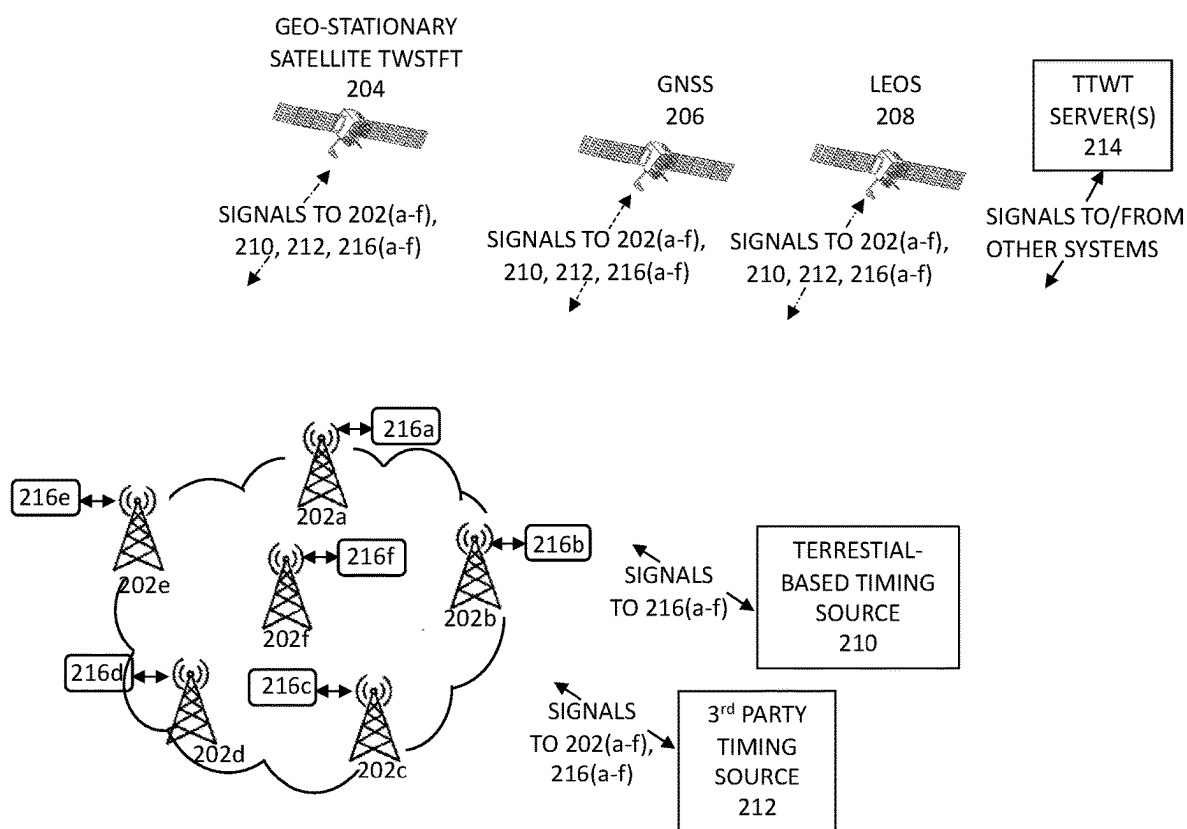 GEO-STATIONARY
SATELLITE TWSTFT
204
SIGNALS TO 202(a-f),
210, 212, 216(a-f)
GNSS
206
SIGNALS TO 202(a-f),
210, 212, 216(a-f)
LEOS
208
SIGNALS TO 202(a-f),
210, 212, 216(a-f)
TTWT
SERVER(S)
214
SIGNALS TO/FROM
OTHER SYSTEMS
216a
202a
216e
202e
216f
202f
216b
202b
216d
202d
216c
202c
SIGNALS
TO 216(a-f)
TERRESTIAL-
BASED TIMING
SOURCE
210
SIGNALS
TO 202(a-f),
216(a-f)
3rd PARTY
TIMING
SOURCE
212